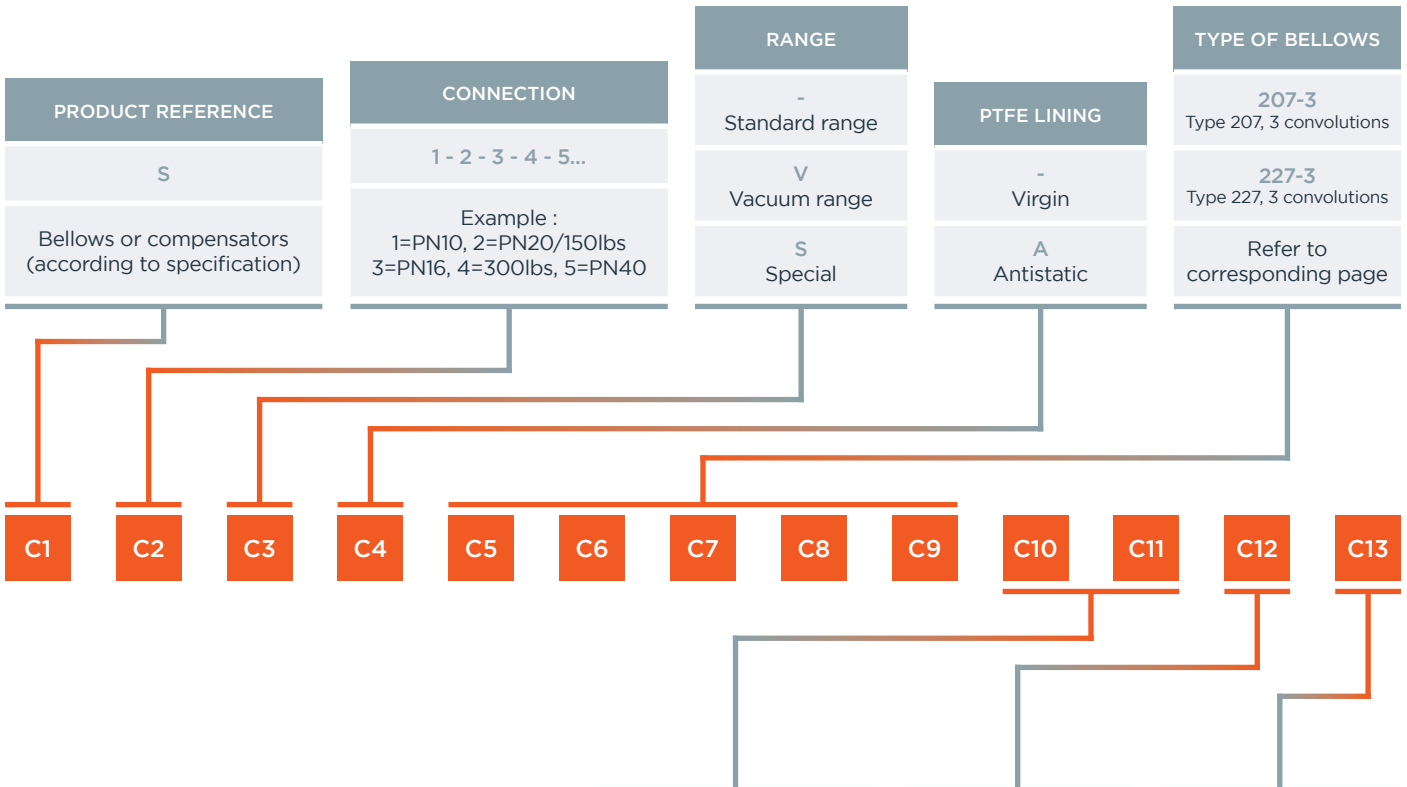 PRODUCT REFERENCE
S
Bellows or compensators
(according to specification)
CONNECTION
1 - 2 - 3 - 4 - 5...
Example :
1=PN10, 2=PN20/150lbs
3=PN16, 4=300lbs, 5=PN40
RANGE
-
Standard range
V
Vacuum range
S
Special
PTFE LINING
-
Virgin
A
Antistatic
TYPE OF BELLOWS
207-3
Type 207, 3 convolutions
227-3
Type 227, 3 convolutions
Refer to
corresponding page
C1 C2 C3 C4 C5 C6 C7 C8 C9 C10 C11 C12 C13